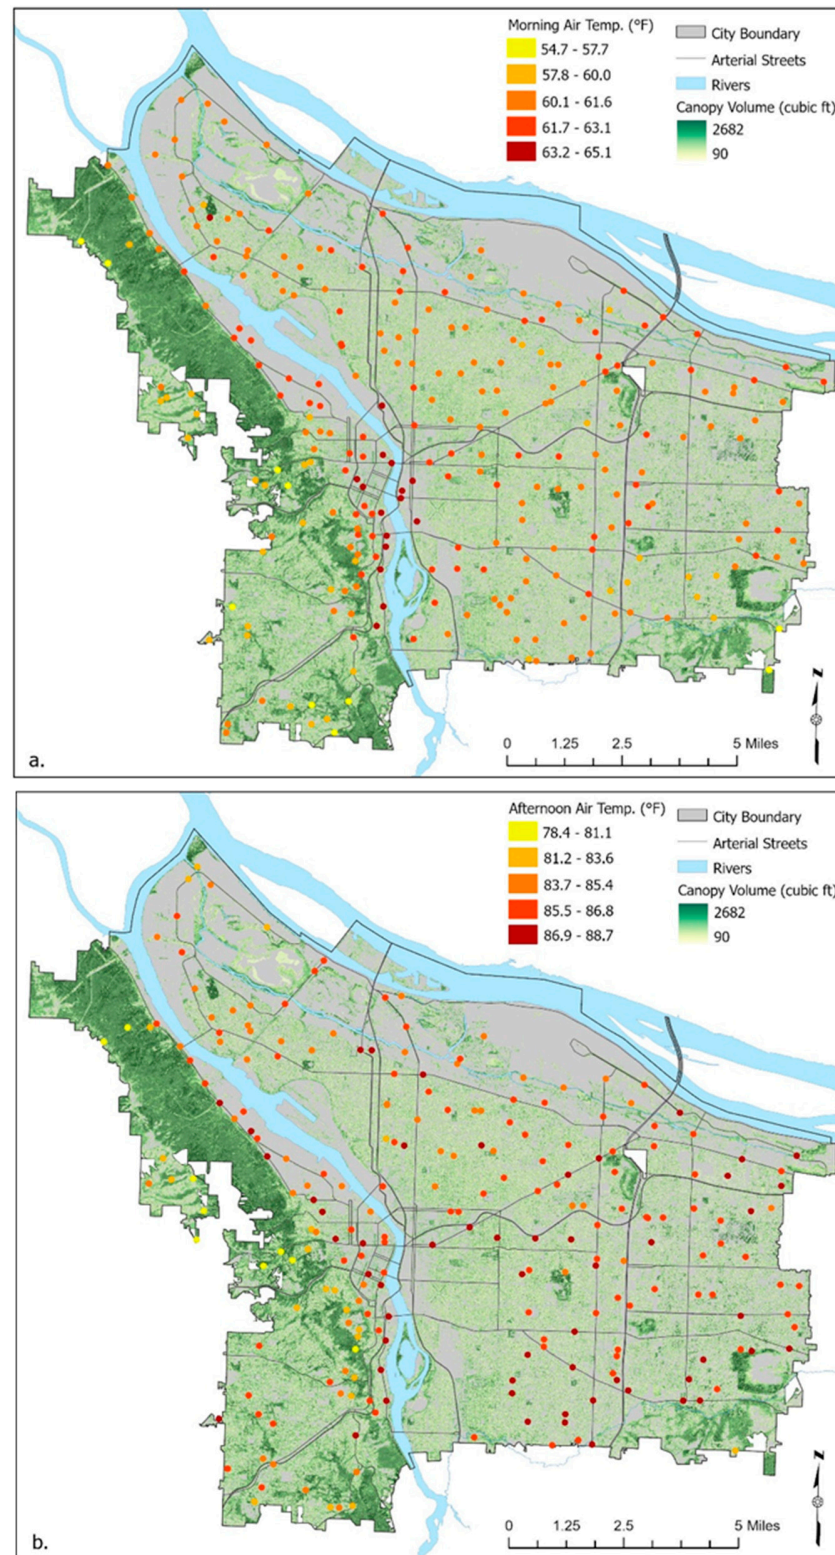 Morning Air Temp. (°F)
54.7 - 57.7
57.8 - 60.0
60.1 - 61.6
61.7 - 63.1
63.2 - 65.1
City Boundary
Arterial Streets
Rivers
Canopy Volume (cubic ft)
2682
90
N
0 1.25 2.5 5 Miles
a.
Afternoon Air Temp. (°F)
78.4 - 81.1
81.2 - 83.6
83.7 - 85.4
85.5 - 86.8
86.9 - 88.7
City Boundary
Arterial Streets
Rivers
Canopy Volume (cubic ft)
2682
90
N
0 1.25 2.5 5 Miles
b.